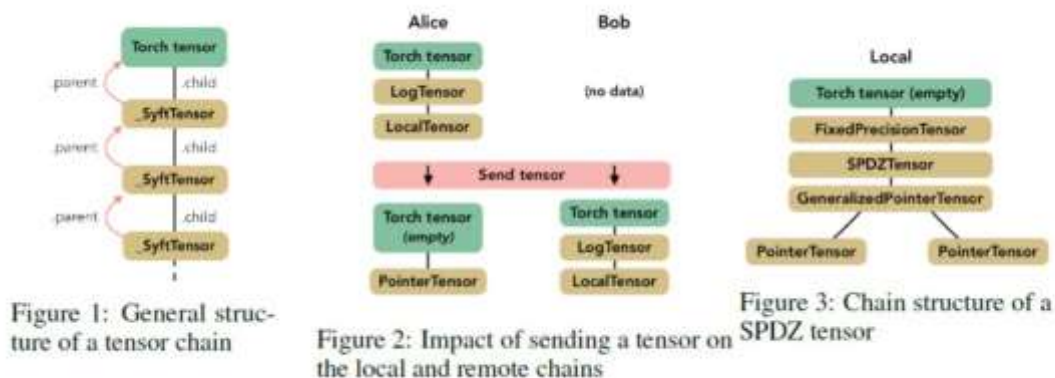 Torch tensor
.parent
.child
_SyftTensor
.parent
.child
_SyftTensor
.parent
.child
_SyftTensor
Figure 1: General struc-
ture of a tensor chain
Alice
Bob
Torch tensor
LogTensor
(no data)
LocalTensor
Send tensor
Torch tensor
(empty)
PointerTensor
Torch tensor
LogTensor
LocalTensor
Figure 2: Impact of sending a tensor on
the local and remote chains
Local
Torch tensor (empty)
FixedPrecisionTensor
SPDZTensor
GeneralizedPointerTensor
PointerTensor
PointerTensor
Figure 3: Chain structure of a
SPDZ tensor